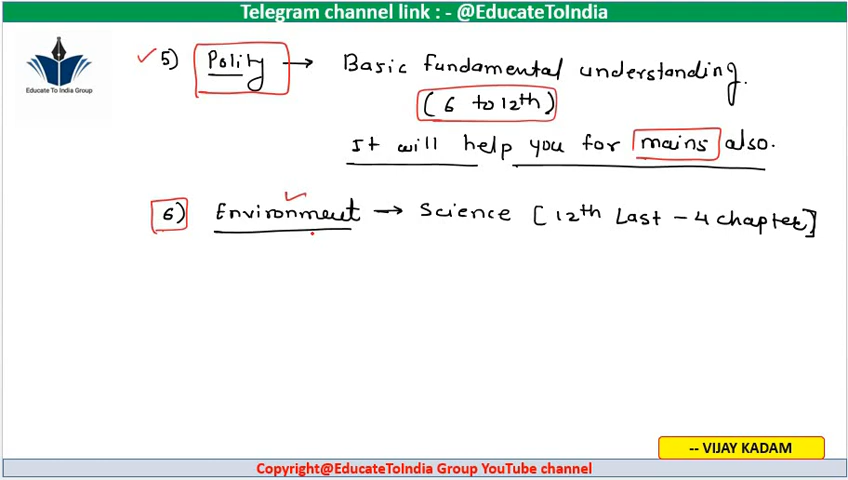 Telegram channel link : - @EducateToIndia
Educate To India Group
5) Polity → Basic fundamental understanding.
(6 to 12th)
It will help you for mains also.
6) Environment → Science [12th Last - 4 chapter]
-- VIJAY KADAM
Copyright@EducateToIndia Group YouTube channel